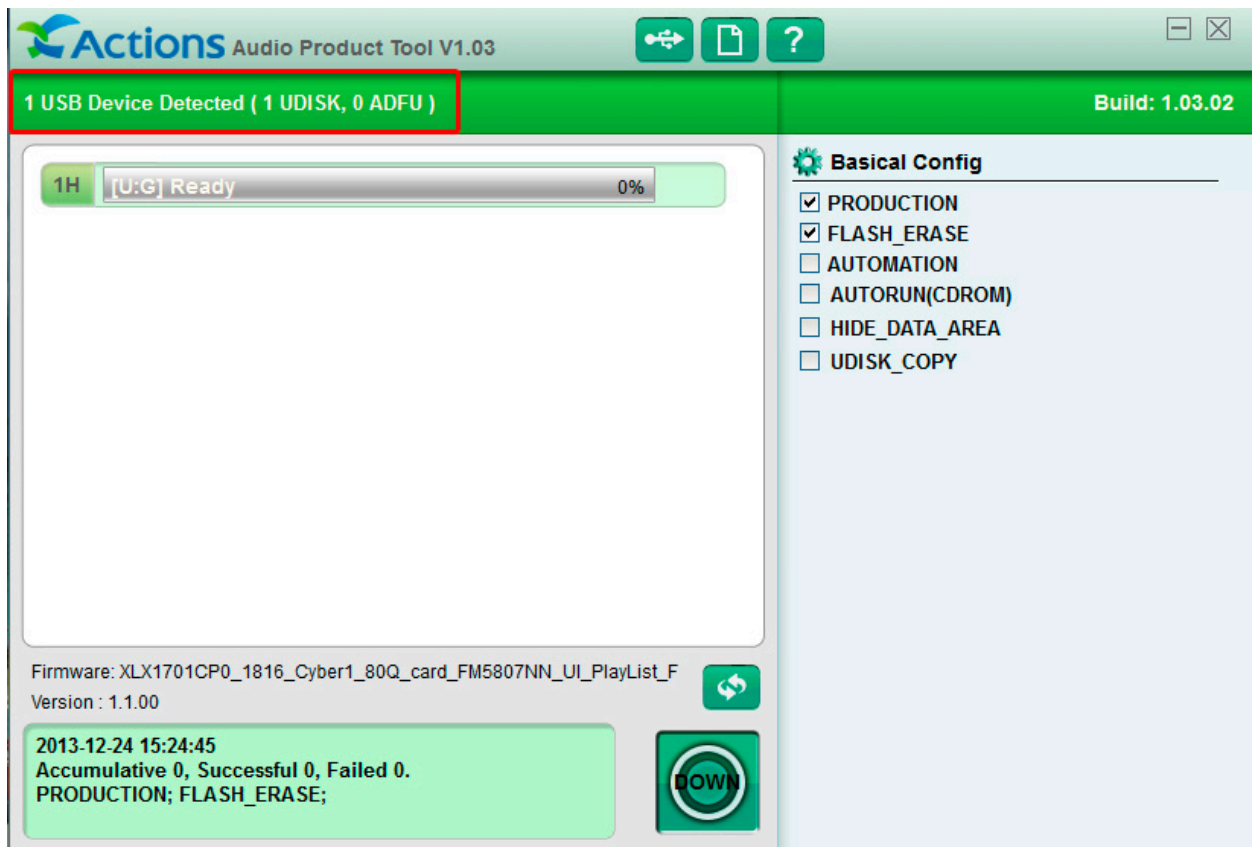 Actions Audio Product Tool V1.03
?
1 USB Device Detected ( 1 UDISK, 0 ADFU )
Build: 1.03.02
1H [U:G] Ready 0%
Basical Config
PRODUCTION
FLASH_ERASE
AUTOMATION
AUTORUN(CDROM)
HIDE_DATA_AREA
UDISK_COPY
Firmware: XLX1701CP0_1816_Cyber1_80Q_card_FM5807NN_UI_PlayList_F
Version : 1.1.00
2013-12-24 15:24:45
Accumulative 0, Successful 0, Failed 0.
PRODUCTION; FLASH_ERASE;
DOWN